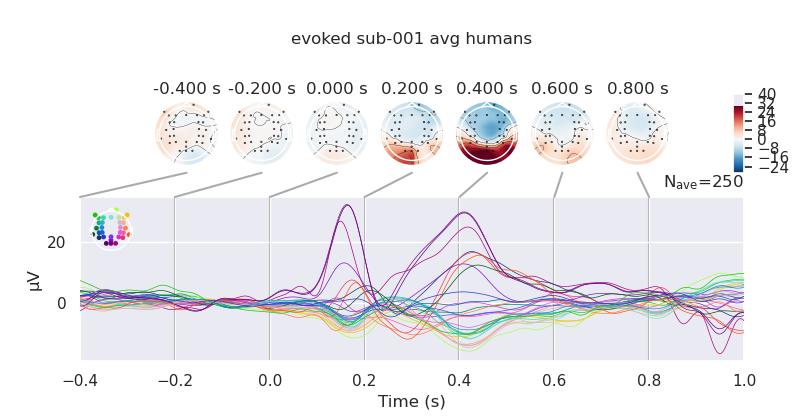 evoked sub-001 avg humans
-0.400 s -0.200 s 0.000 s 0.200 s 0.400 s 0.600 s 0.800 s
40
32
24
16
8
0
−8
−16
−24
Nave=250
20
0
µV
−0.4 −0.2 0.0 0.2 0.4 0.6 0.8 1.0
Time (s)